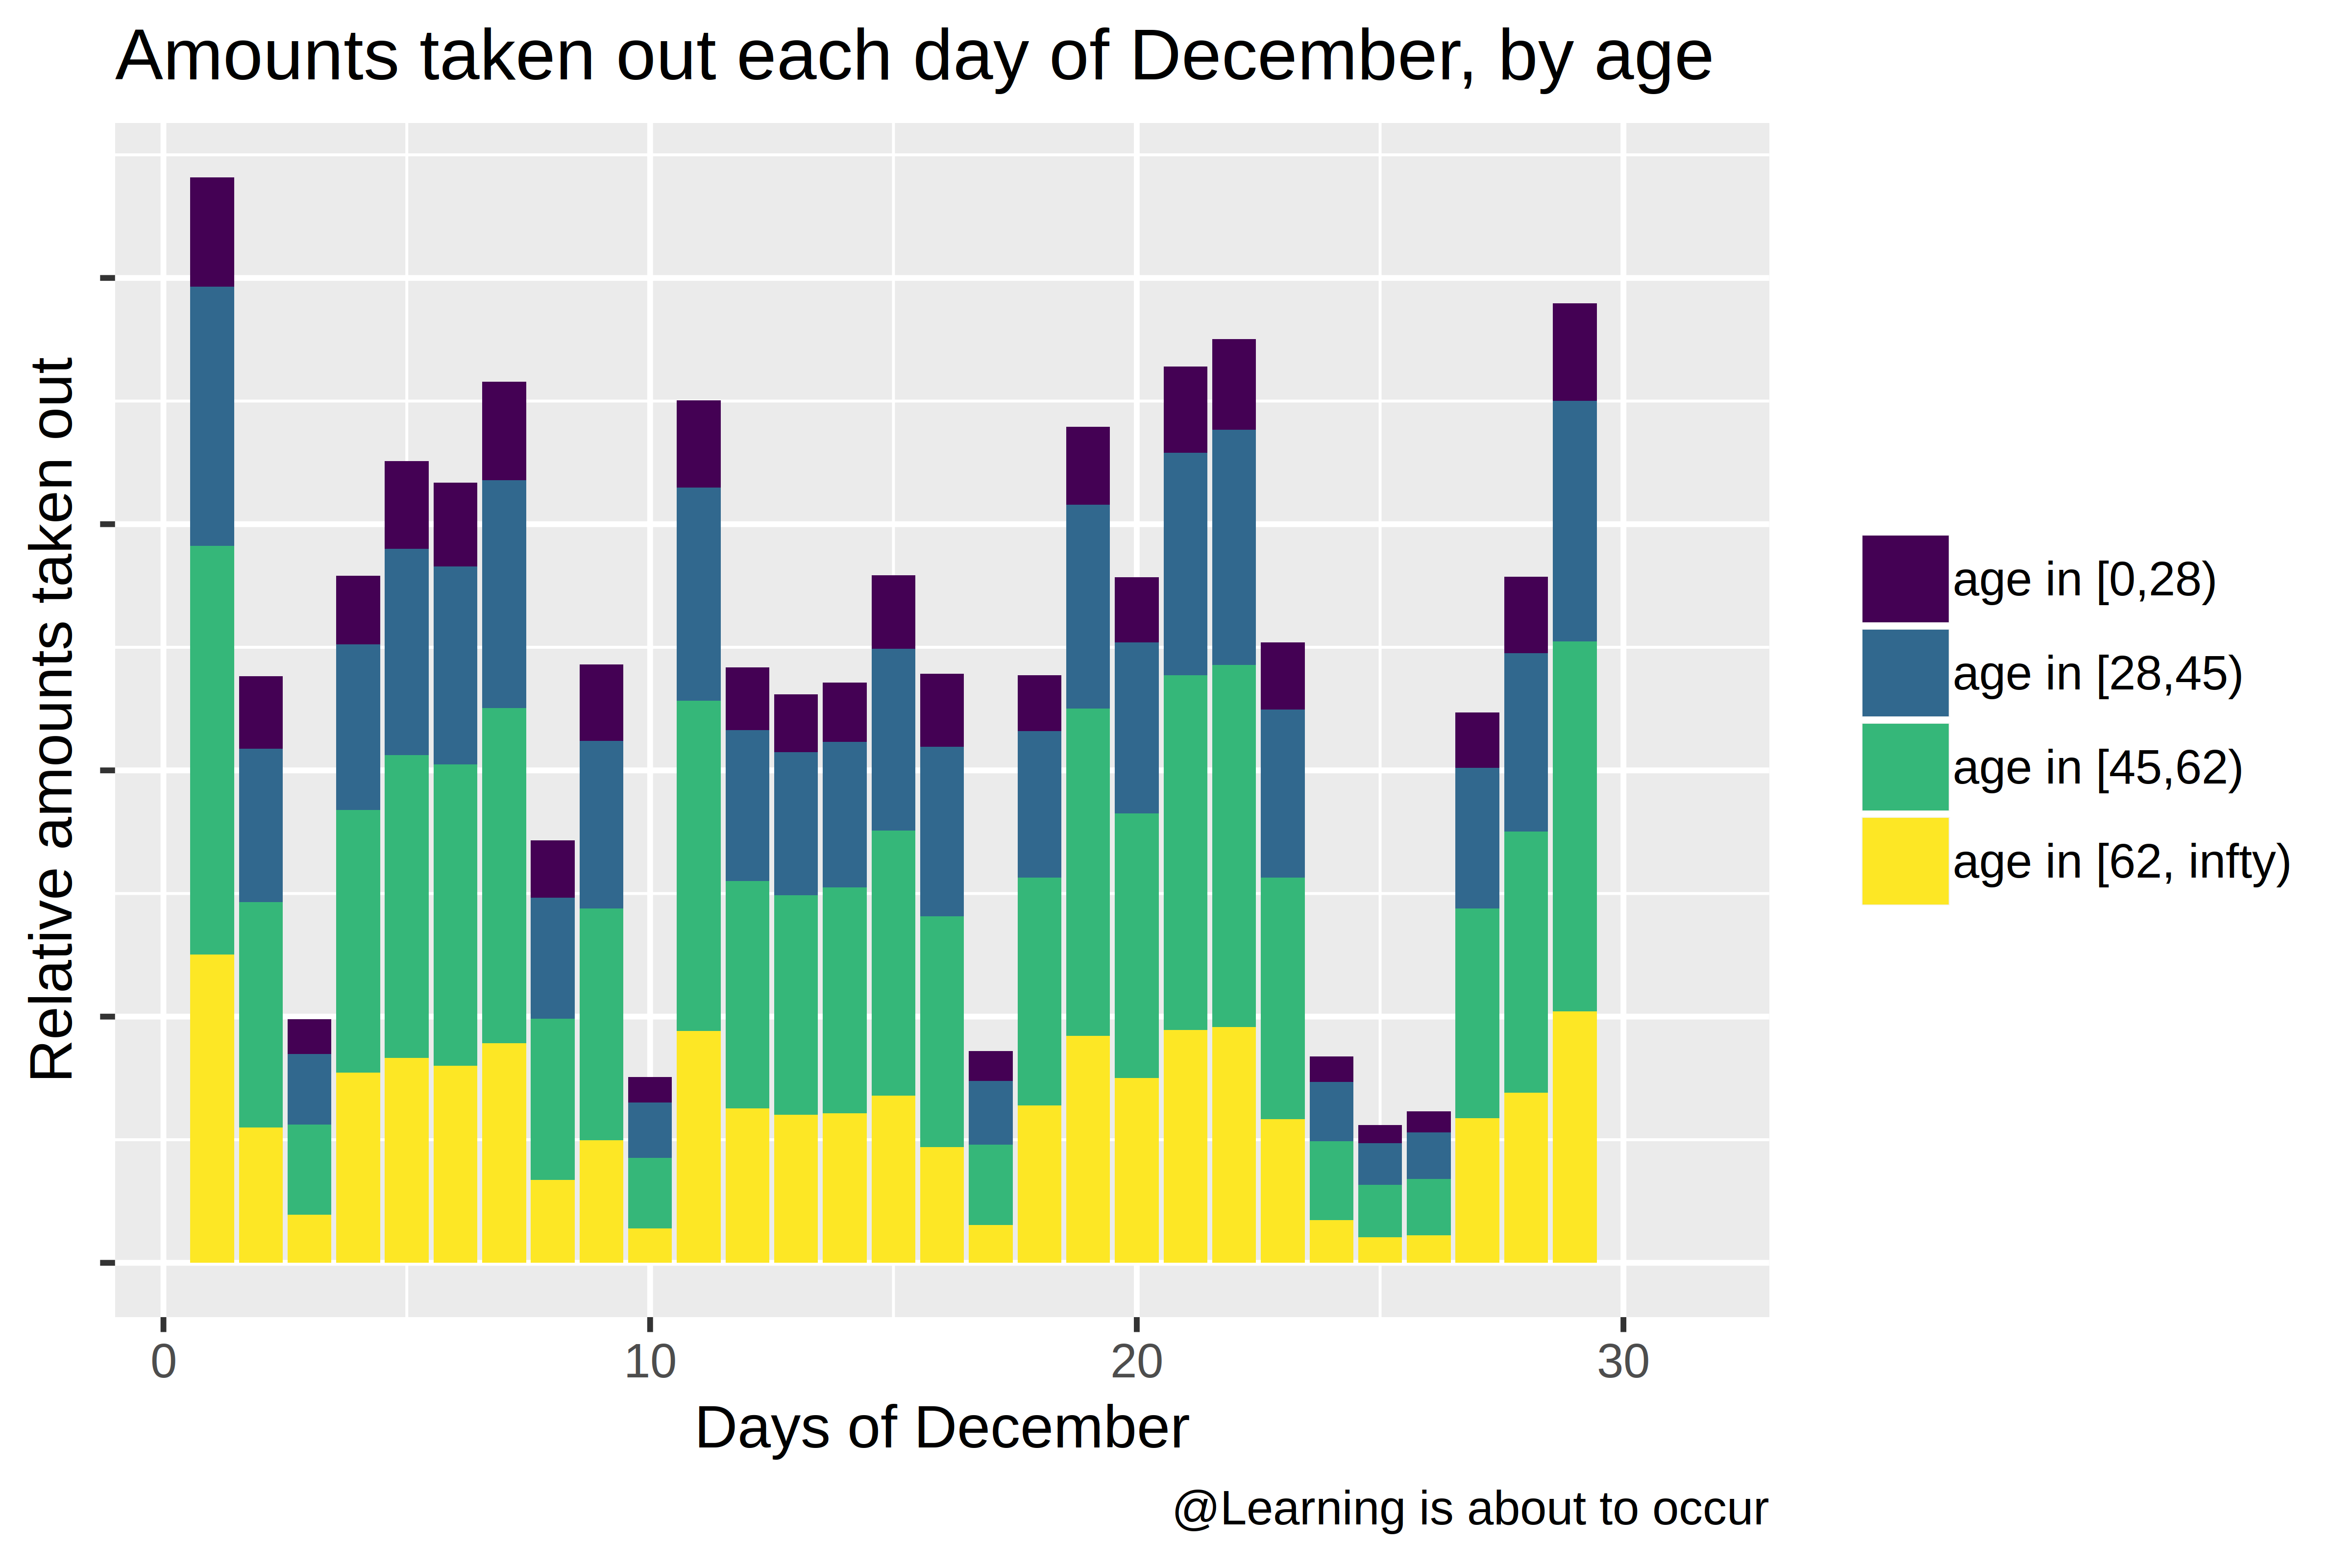 Amounts taken out each day of December, by age
Relative amounts taken out
age in [0,28)
age in [28,45)
age in [45,62)
age in [62, infty)
0 10 20 30
Days of December
@Learning is about to occur